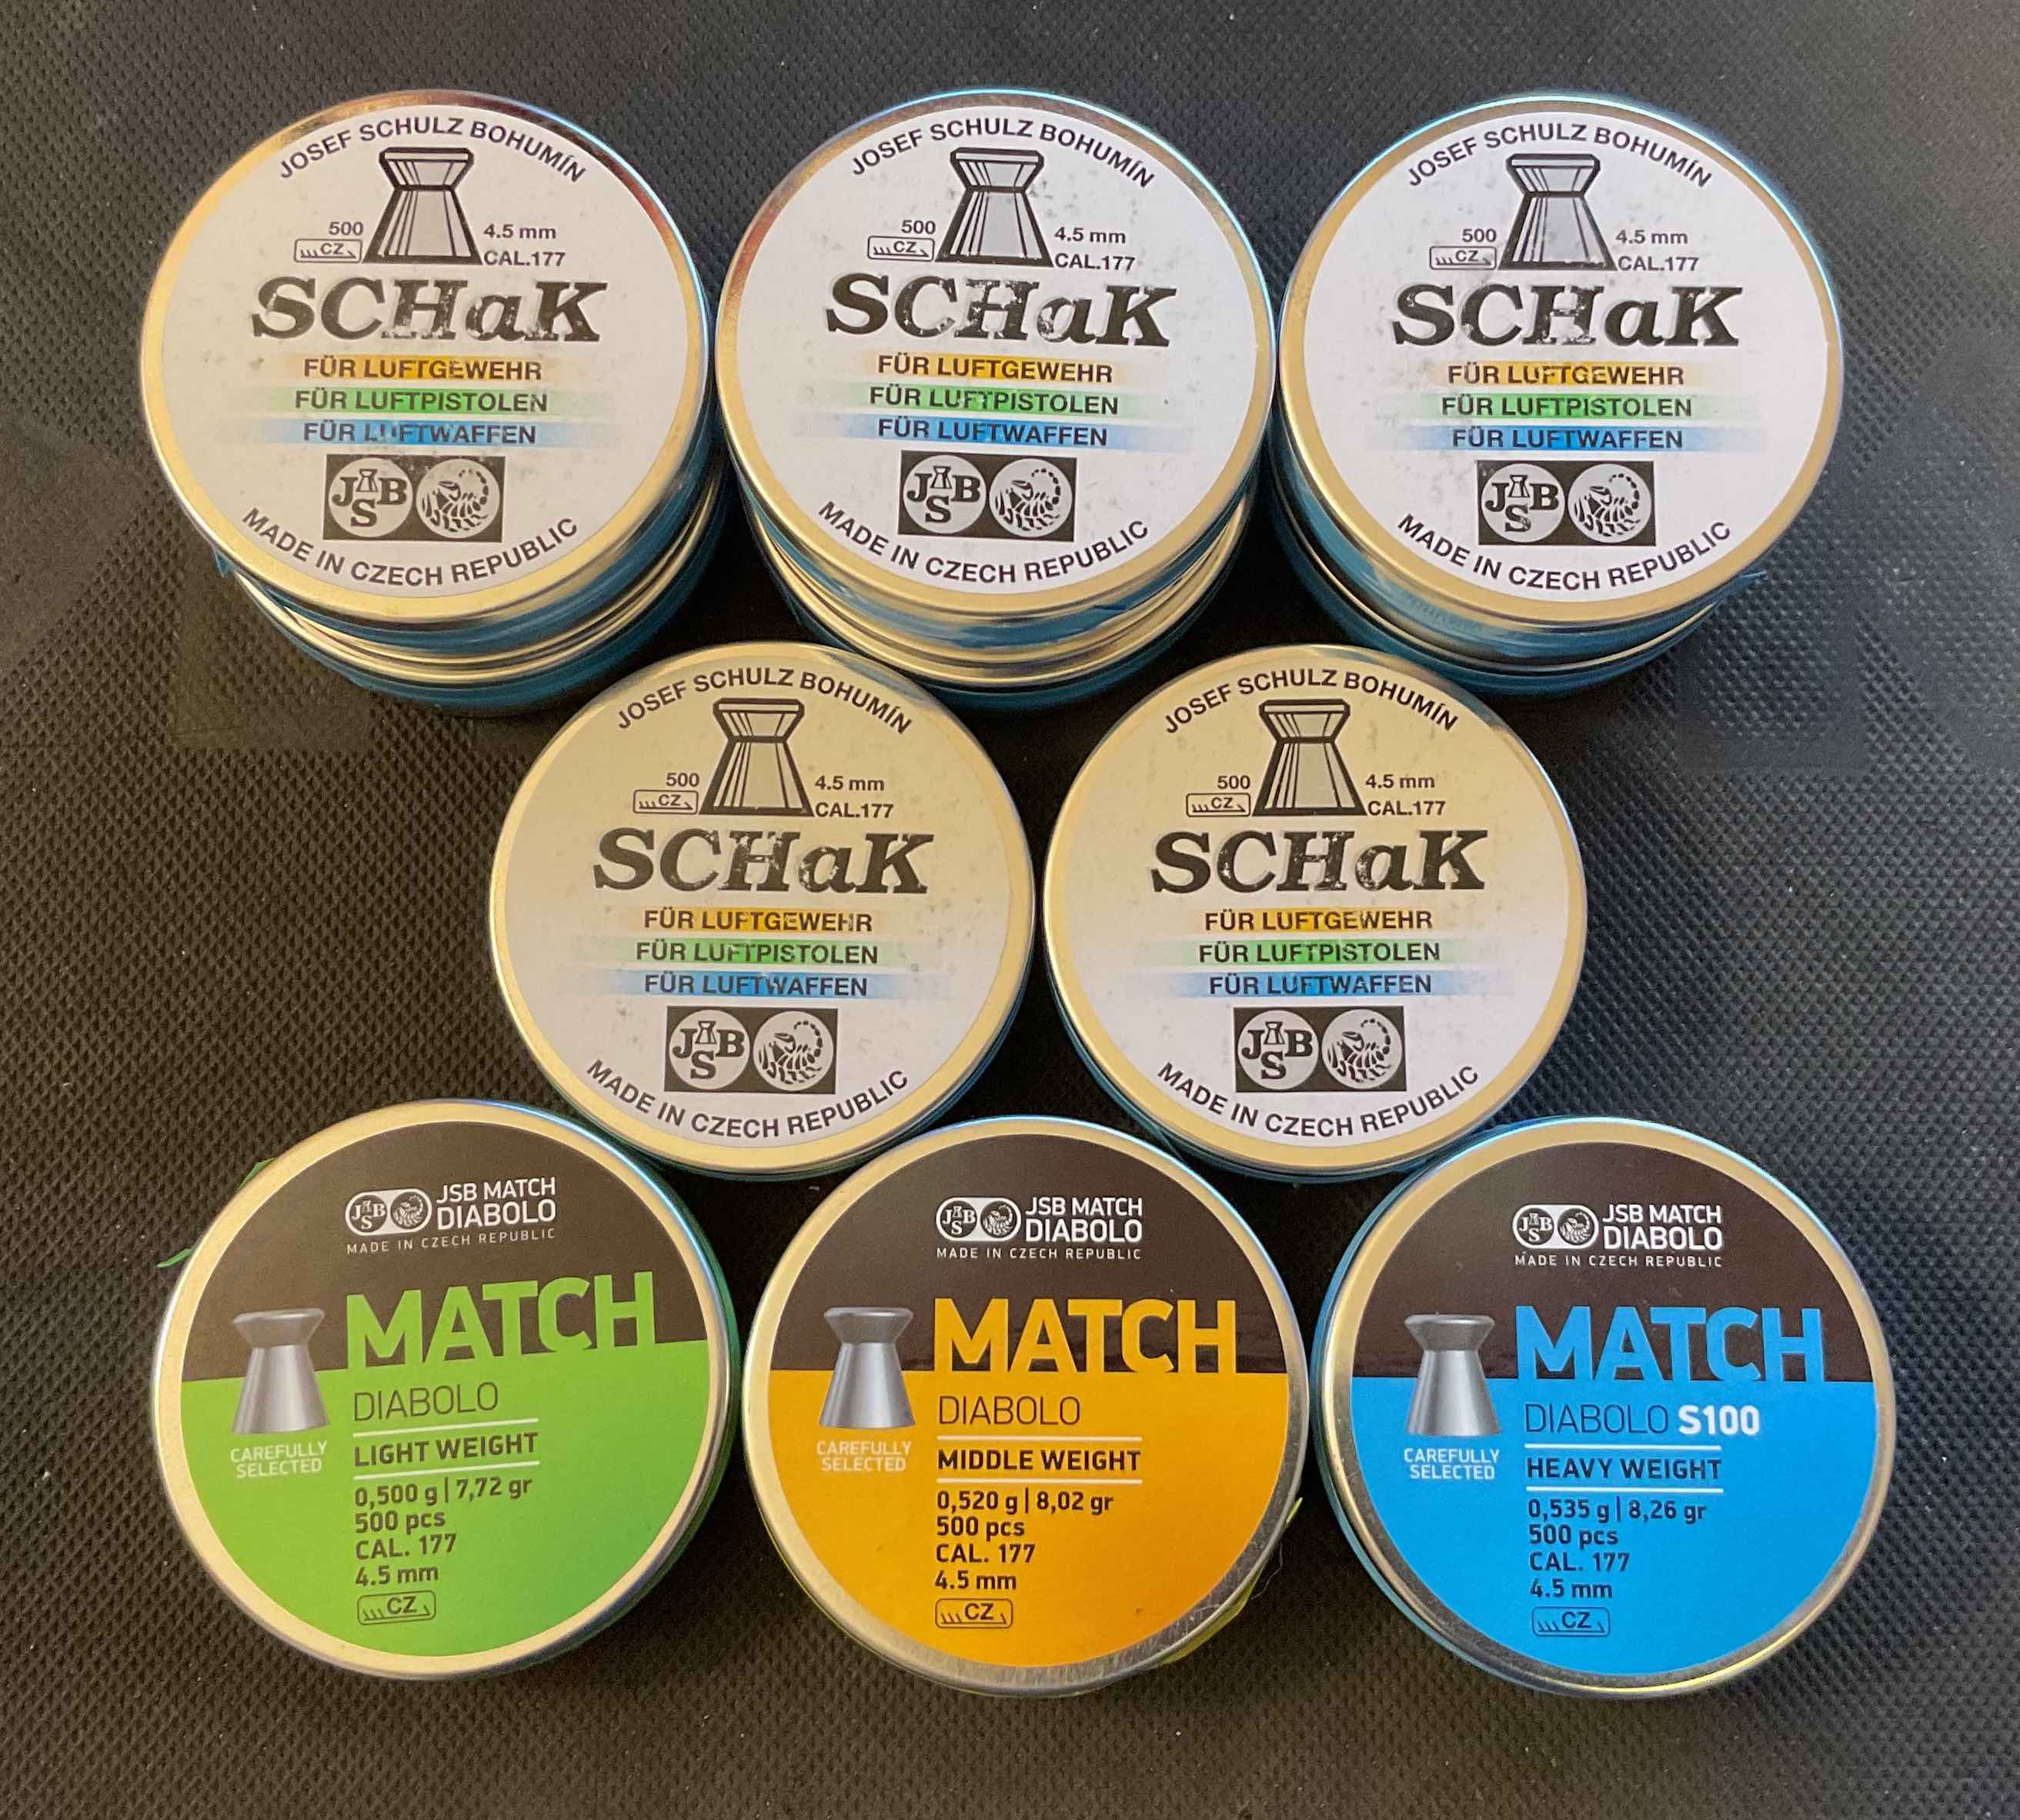 JOSEF SCHULZ BOHUMÍN
500
4.5 mm
CZ
CAL.177
SCHaK
FÜR LUFTGEWEHR
FÜR LUFTPISTOLEN
FÜR LUFTWAFFEN
JSB
MADE IN CZECH REPUBLIC
JOSEF SCHULZ BOHUMÍN
500
4.5 mm
CZ
CAL.177
SCHaK
FÜR LUFTGEWEHR
FÜR LUFTPISTOLEN
FÜR LUFTWAFFEN
JSB
MADE IN CZECH REPUBLIC
JOSEF SCHULZ BOHUMÍN
500
4.5 mm
CZ
CAL.177
SCHaK
FÜR LUFTGEWEHR
FÜR LUFTPISTOLEN
FÜR LUFTWAFFEN
JSB
MADE IN CZECH REPUBLIC
JOSEF SCHULZ BOHUMÍN
500
4.5 mm
CZ
CAL.177
SCHaK
FÜR LUFTGEWEHR
FÜR LUFTPISTOLEN
FÜR LUFTWAFFEN
JSB
MADE IN CZECH REPUBLIC
JOSEF SCHULZ BOHUMÍN
500
4.5 mm
CZ
CAL.177
SCHaK
FÜR LUFTGEWEHR
FÜR LUFTPISTOLEN
FÜR LUFTWAFFEN
JSB
MADE IN CZECH REPUBLIC
JSB
JSB MATCH
DIABOLO
MADE IN CZECH REPUBLIC
MATCH
DIABOLO
LIGHT WEIGHT
CAREFULLY
SELECTED
0,500 g | 7,72 gr
500 pcs
CAL. 177
4.5 mm
CZ
JSB
JSB MATCH
DIABOLO
MADE IN CZECH REPUBLIC
MATCH
DIABOLO
MIDDLE WEIGHT
CAREFULLY
SELECTED
0,520 g | 8,02 gr
500 pcs
CAL. 177
4.5 mm
CZ
JSB
JSB MATCH
DIABOLO
MADE IN CZECH REPUBLIC
MATCH
DIABOLO S100
HEAVY WEIGHT
CAREFULLY
SELECTED
0,535 g | 8,26 gr
500 pcs
CAL. 177
4.5 mm
CZ